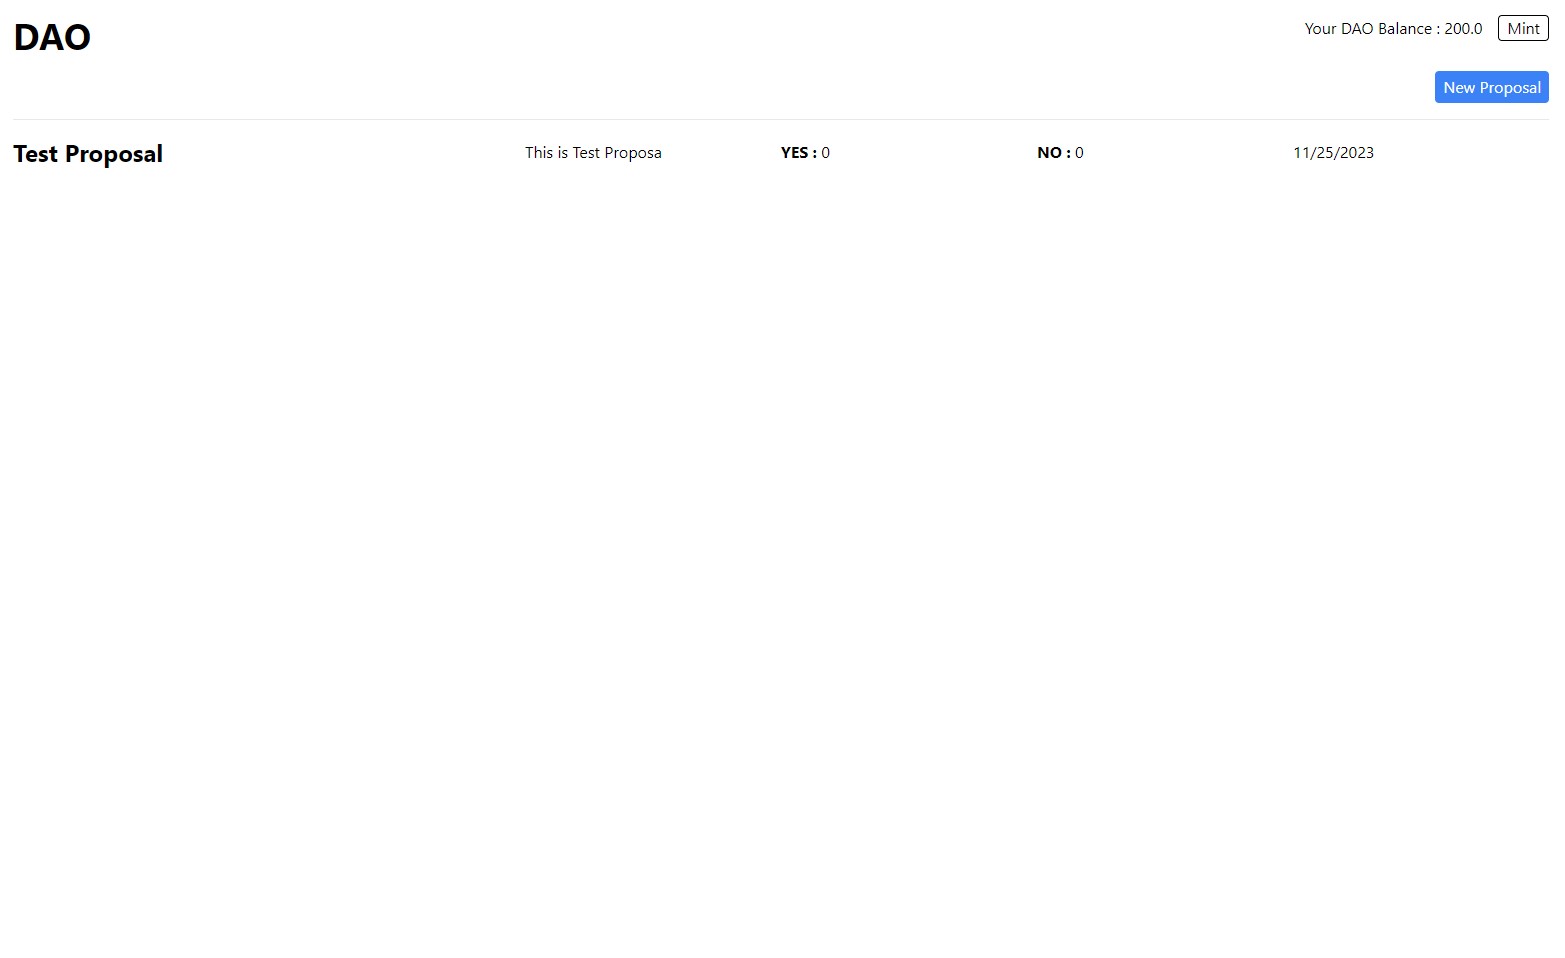 DAO
Your DAO Balance : 200.0 Mint
New Proposal
Test Proposal This is Test Proposa YES : 0 NO : 0 11/25/2023